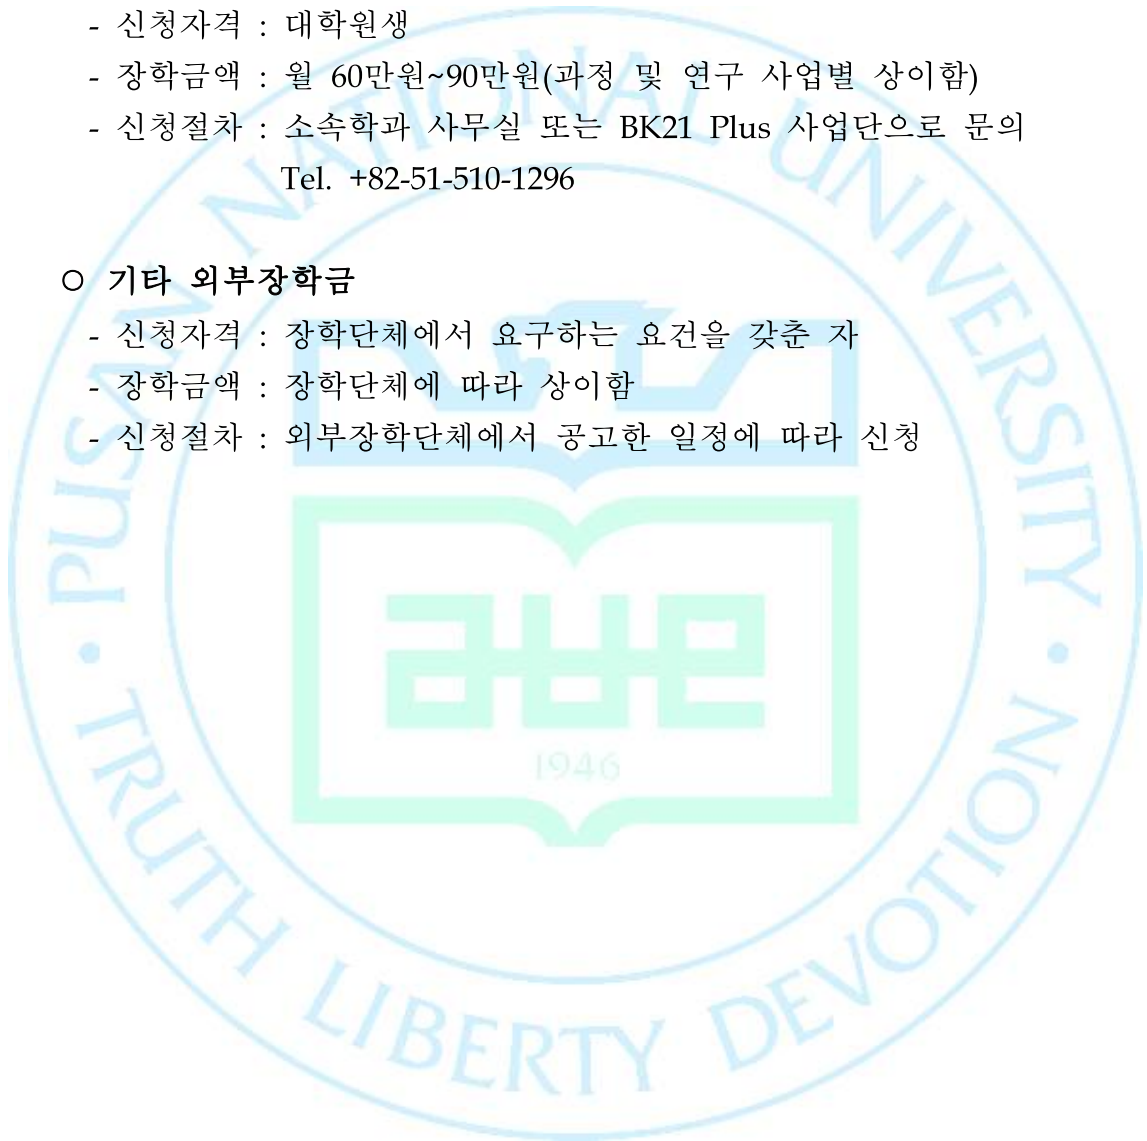 - 신청자격 : 대학원생
- 장학금액 : 월 60만원~90만원(과정 및 연구 사업별 상이함)
- 신청절차 : 소속학과 사무실 또는 BK21 Plus 사업단으로 문의
Tel. +82-51-510-1296
○ 기타 외부장학금
- 신청자격 : 장학단체에서 요구하는 요건을 갖춘 자
- 장학금액 : 장학단체에 따라 상이함
- 신청절차 : 외부장학단체에서 공고한 일정에 따라 신청
PUSAN NATIONAL UNIVERSITY
1946
· TRUTH LIBERTY DEVOTION ·